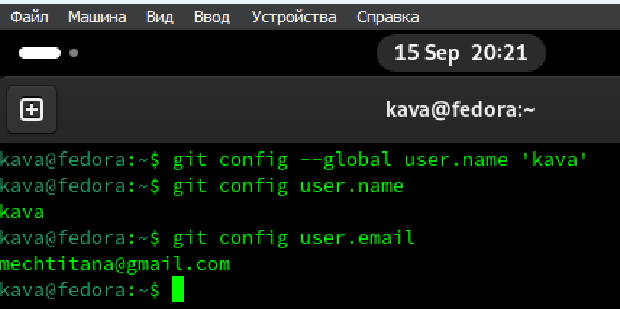 Файл Машина Вид Ввод Устройства Справка
15 Sep 20:21
kava@fedora:~
kava@fedora:~$ git config --global user.name 'kava'
kava@fedora:~$ git config user.name
kava
kava@fedora:~$ git config user.email
mechtitana@gmail.com
kava@fedora:~$